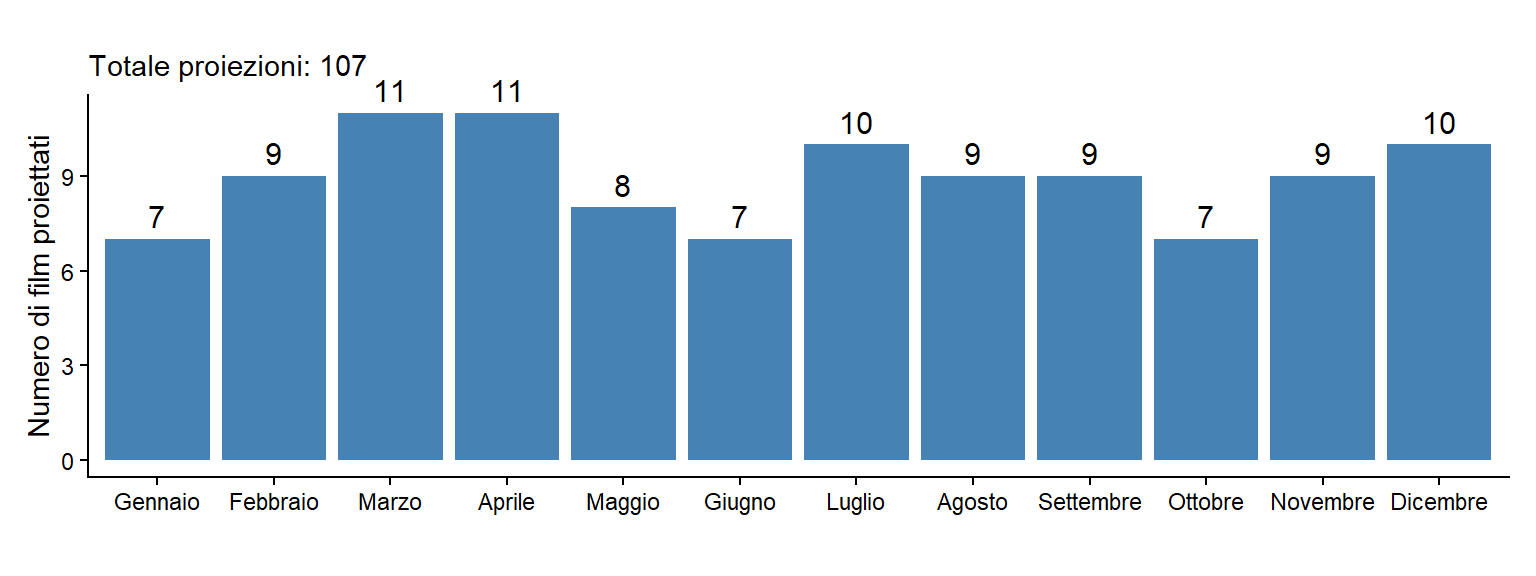 Totale proiezioni: 107
Numero di film proiettati
9
6
3
0
7
9
11
11
8
7
10
9
9
7
9
10
Gennaio
Febbraio
Marzo
Aprile
Maggio
Giugno
Luglio
Agosto
Settembre
Ottobre
Novembre
Dicembre